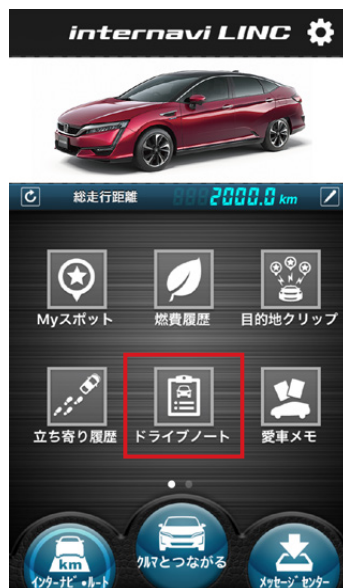 internavi LINC
総走行距離 2000.0 km
Myスポット 燃費履歴 目的地クリップ
立ち寄り履歴 ドライブノート 愛車メモ
km
クルマとつながる
インターナビ・ルート メッセージ センター